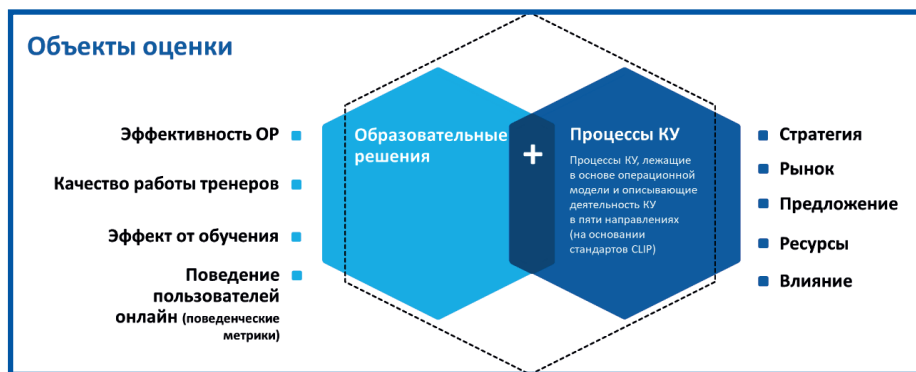 Объекты оценки
Эффективность ОР
Качество работы тренеров
Эффект от обучения
Поведение
пользователей
онлайн (поведенческие
метрики)
Образовательные
решения
+
Процессы КУ
Процессы КУ, лежащие
в основе операционной
модели и описывающие
деятельность КУ
в пяти направлениях
(на основании
стандартов CLIP)
Стратегия
Рынок
Предложение
Ресурсы
Влияние